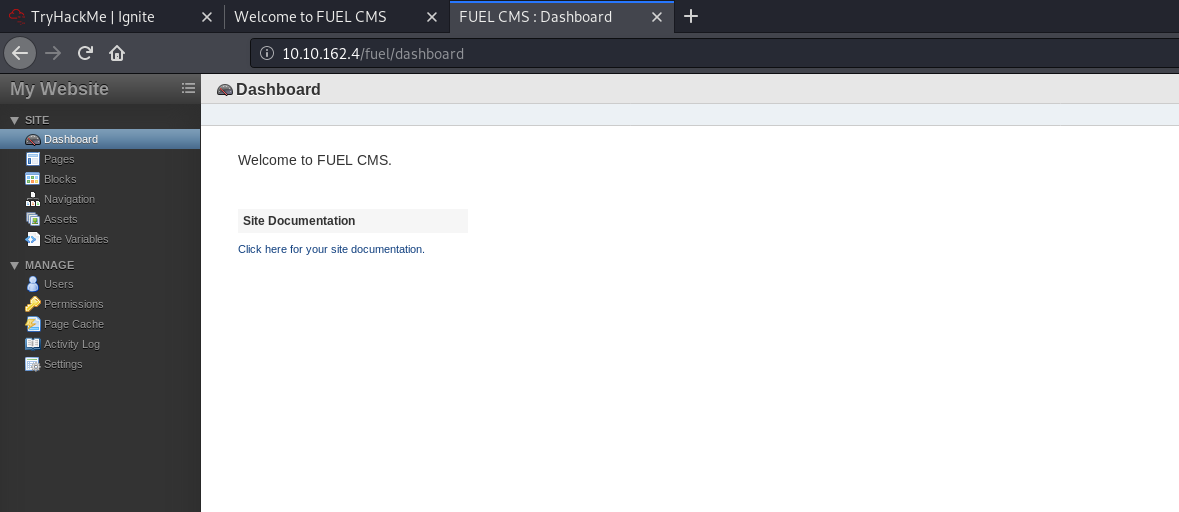 TryHackMe | Ignite
Welcome to FUEL CMS
FUEL CMS : Dashboard
10.10.162.4/fuel/dashboard
My Website
Dashboard
SITE
Dashboard
Pages
Blocks
Navigation
Assets
Site Variables
MANAGE
Users
Permissions
Page Cache
Activity Log
Settings
Welcome to FUEL CMS.
Site Documentation
Click here for your site documentation.